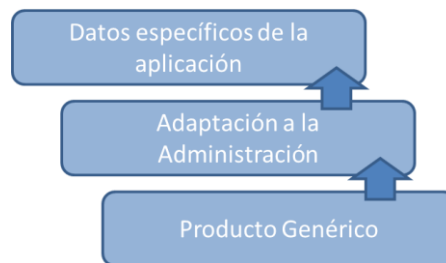 Datos específicos de la
aplicación
Adaptación a la
Administración
Producto Genérico